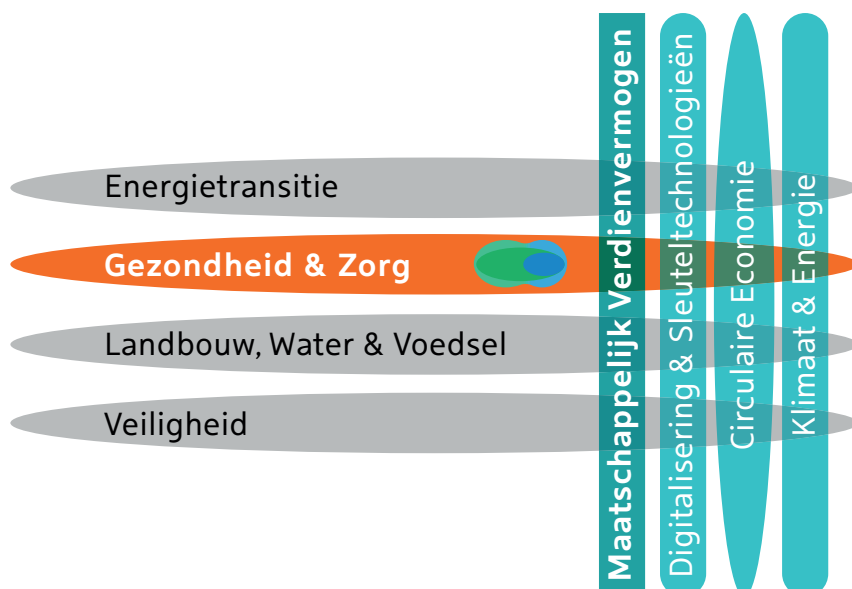 Energietransitie
Gezondheid & Zorg
Landbouw, Water & Voedsel
Veiligheid
Maatschappelijk Verdienvermogen
Digitalisering & Sleuteltechnologieën
Circulaire Economie
Klimaat & Energie